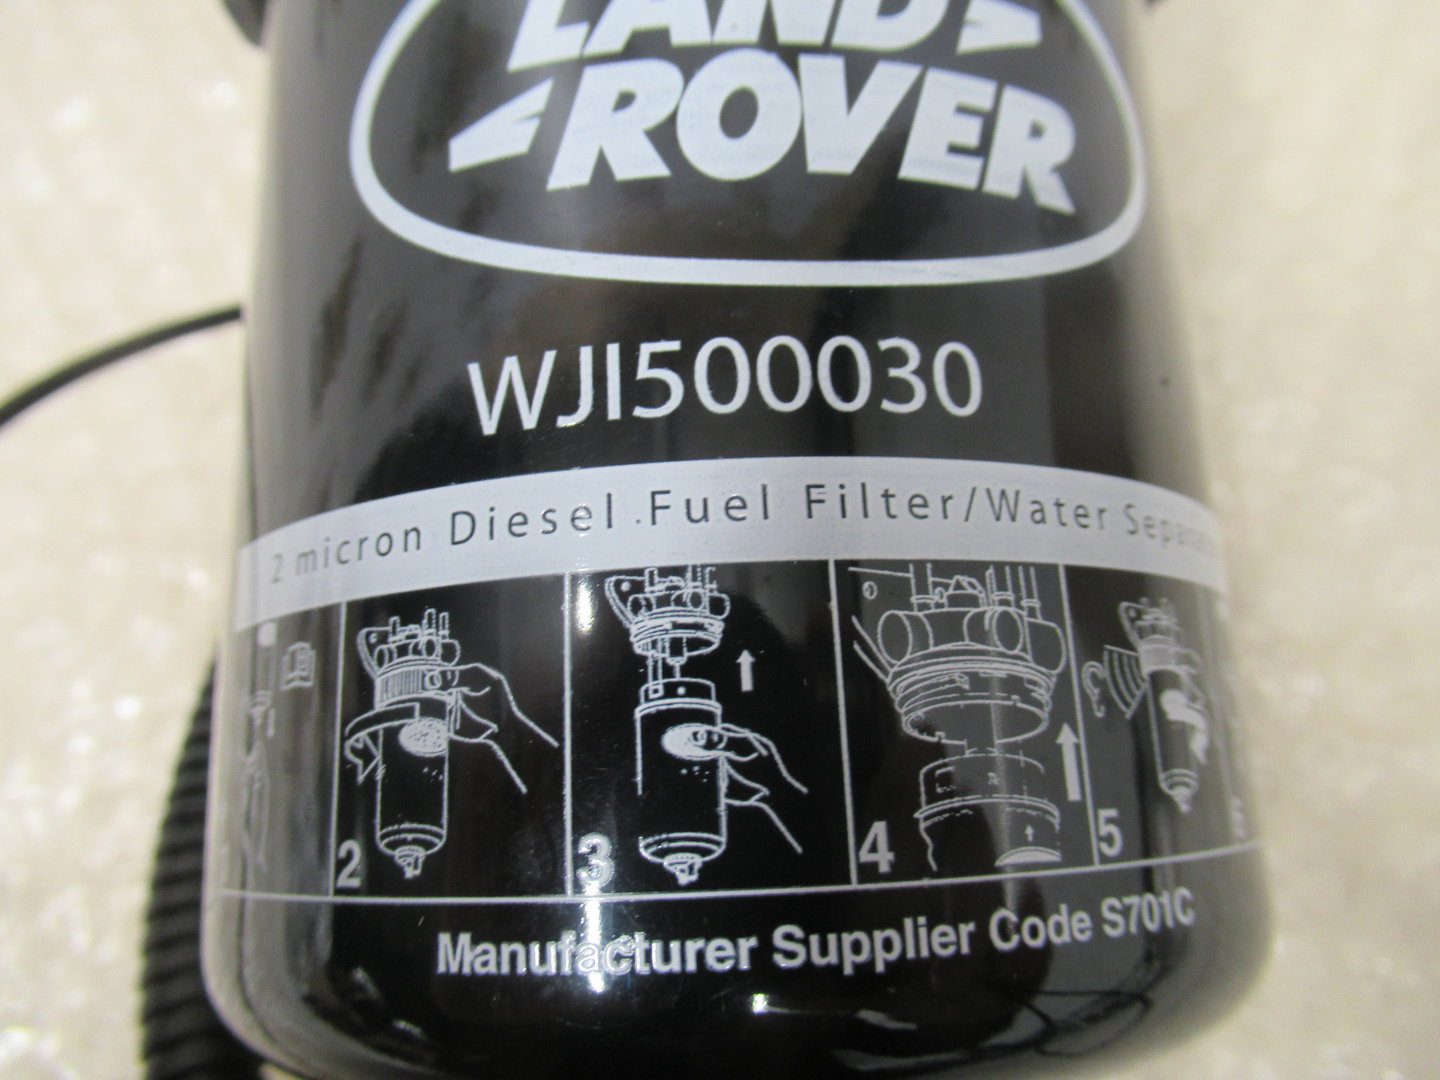 LAND
ROVER
WJI500030
2 micron Diesel Fuel Filter/Water
2 3 4 5
Manufacturer Supplier Code S701C